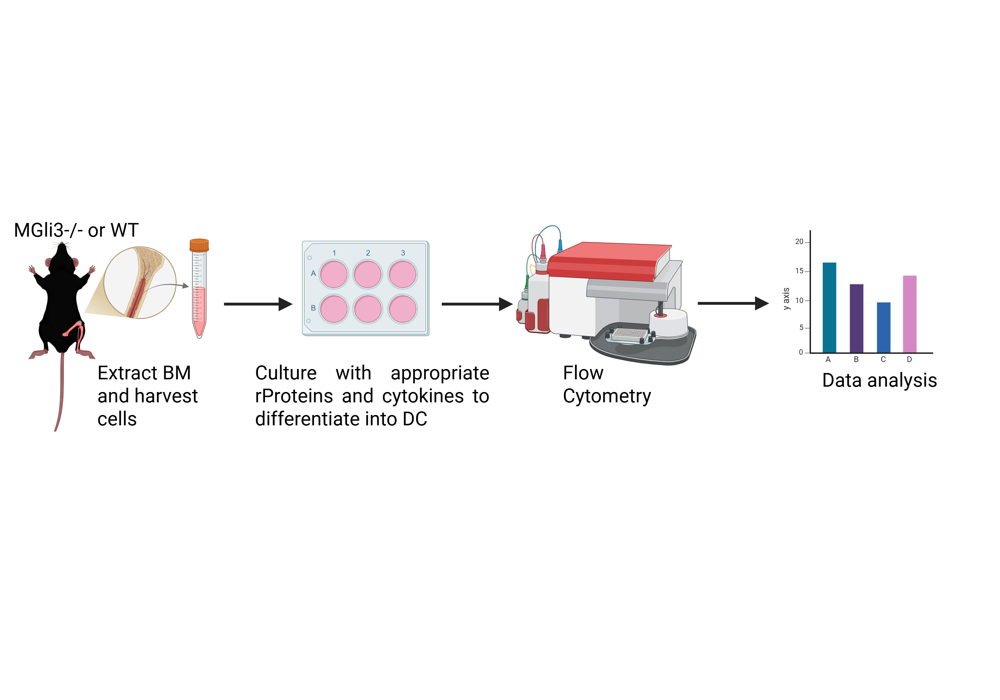 MGli3-/- or WT
Extract BM
and harvest
cells
1 2 3
A
B
Culture with appropriate
rProteins and cytokines to
differentiate into DC
Flow
Cytometry
y axis
20
15
10
5
0
A B C D
Data analysis